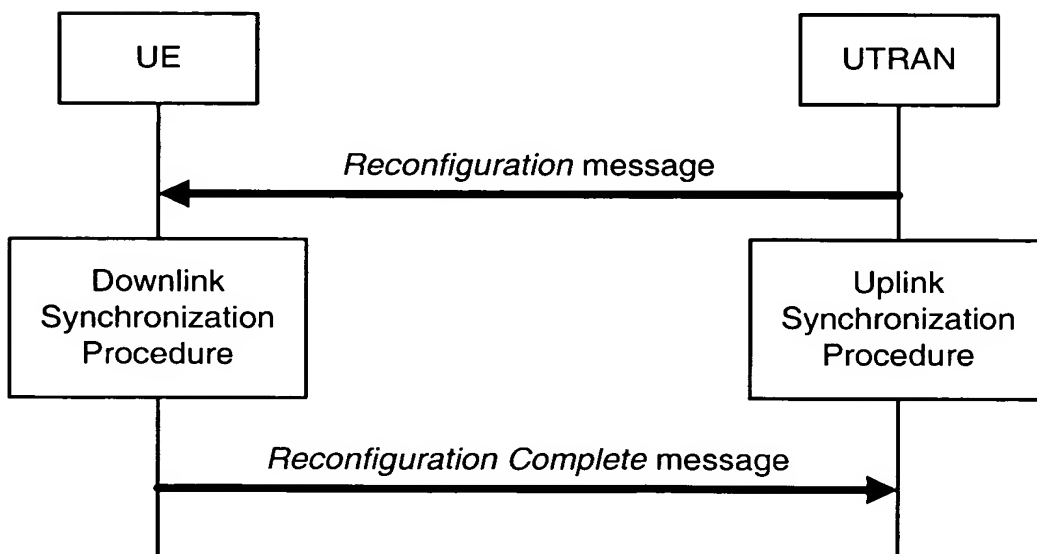 UE
UTRAN
Reconfiguration message
Downlink
Synchronization
Procedure
Uplink
Synchronization
Procedure
Reconfiguration Complete message